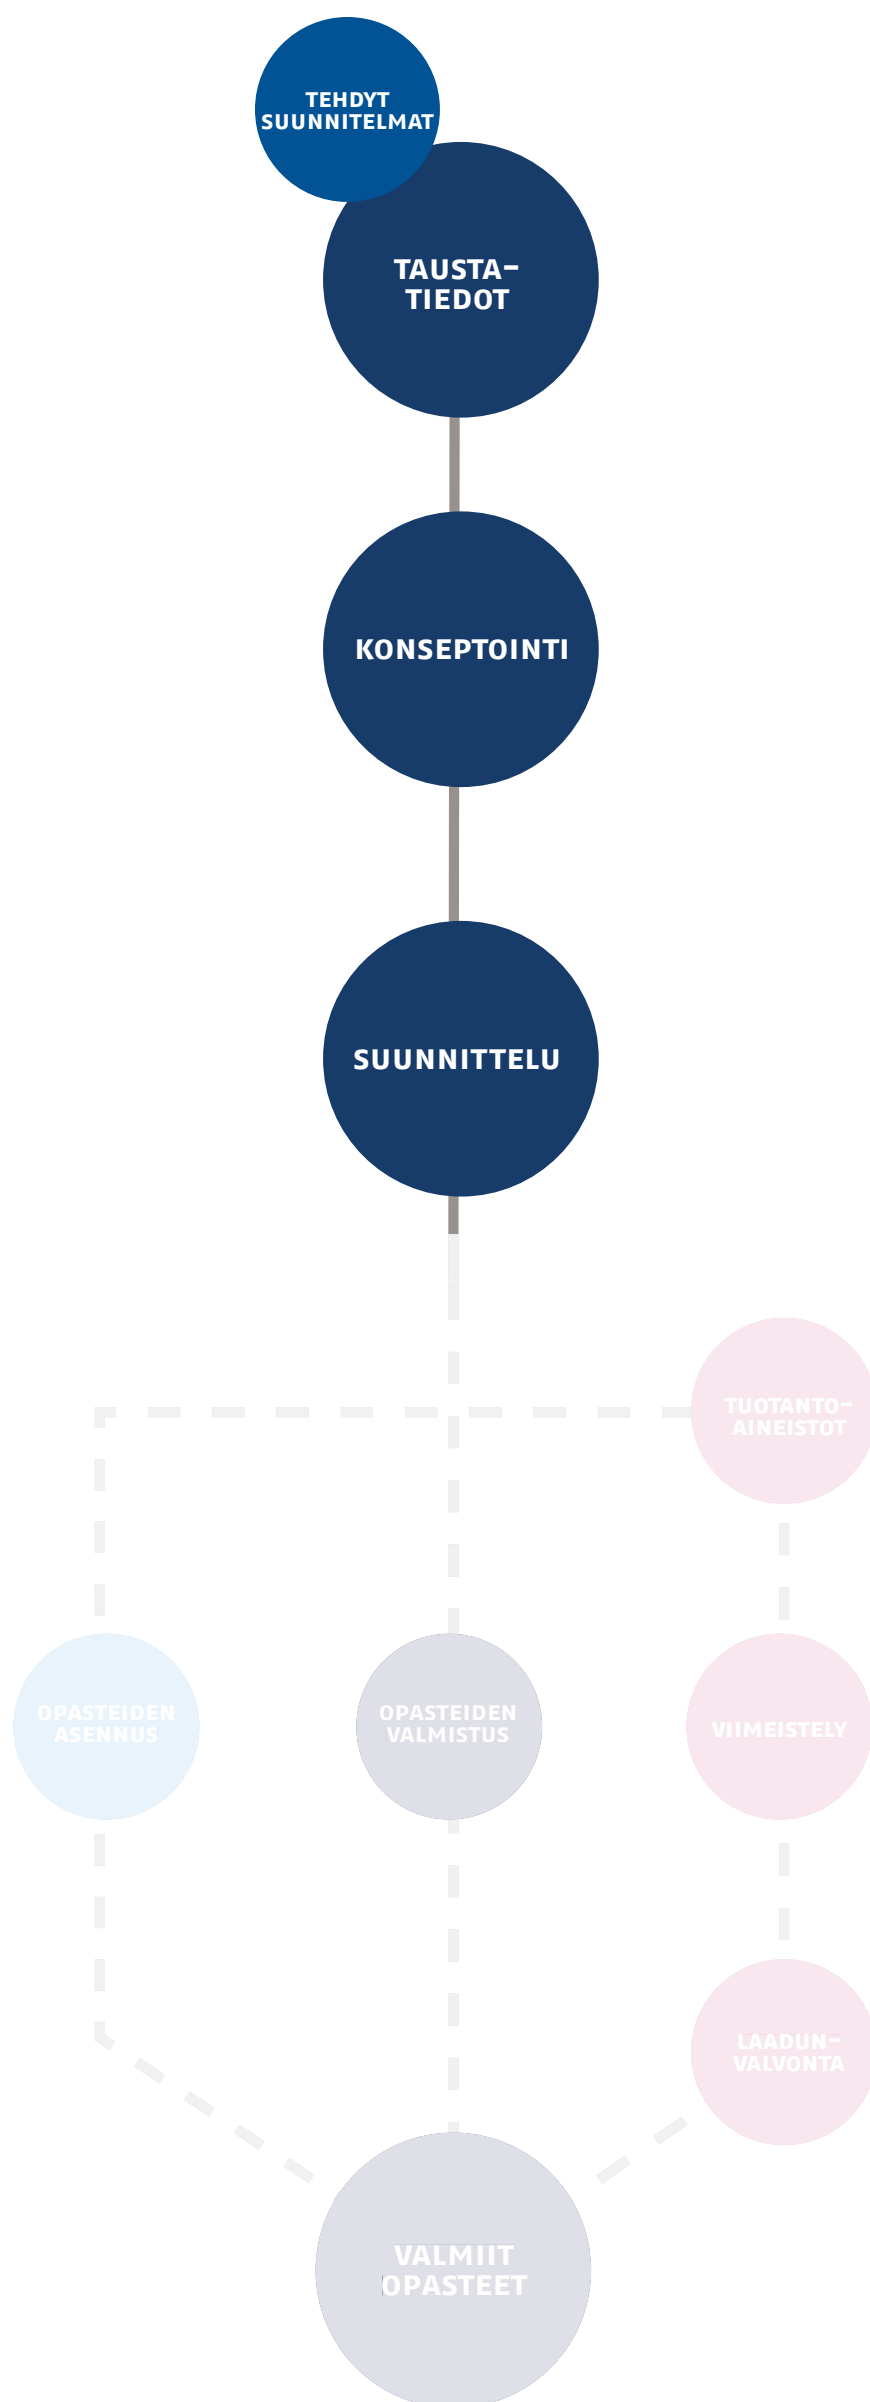 TEHDYT
SUUNNITELMAT
TAUSTA-
TIEDOT
KONSEPTOINTI
SUUNNITTELU
TUOTANTO-
AINEISTOT
OPASTEIDEN
ASENNUS
OPASTEIDEN
VALMISTUS
VIIMEISTELY
LAADUN-
VALVONTA
VALMIIT
OPASTEET